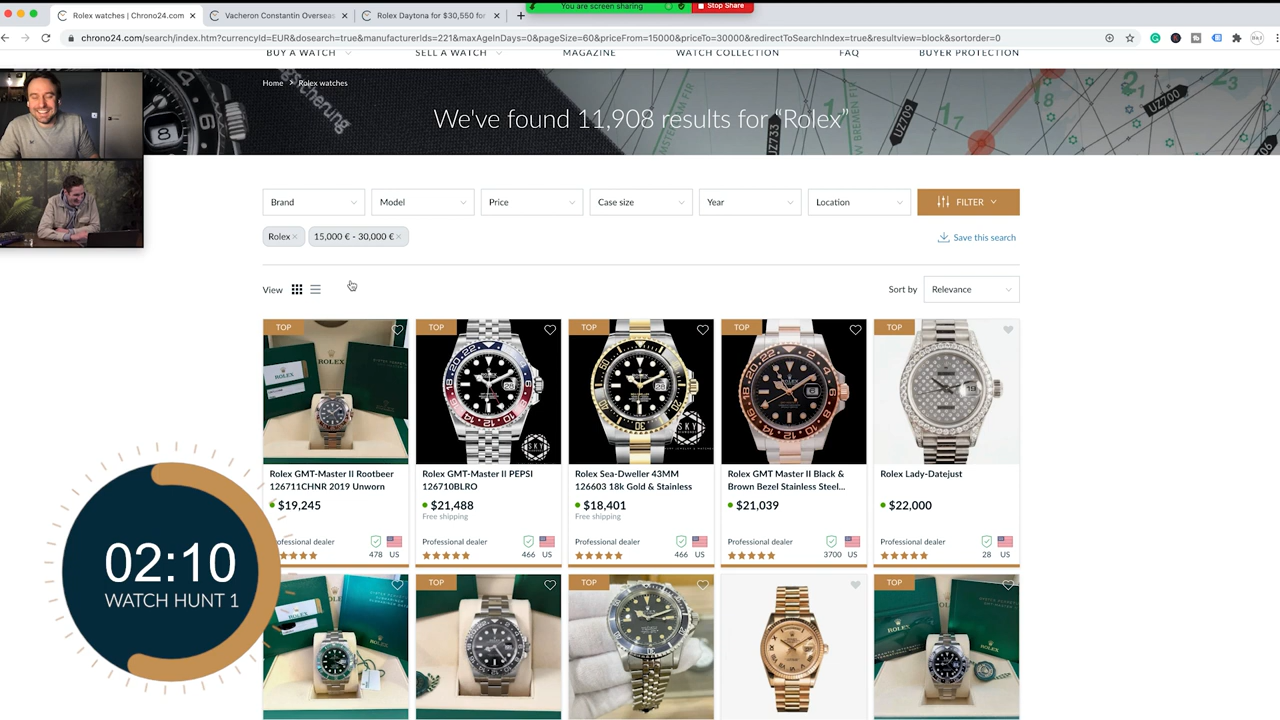 You are screen sharing
Stop Share
Rolex watches | Chrono24.com
Vacheron Constantin Overseas
Rolex Daytona for $30,550 for
chrono24.com/search/index.htm?currencyId=EUR&dosearch=true&manufacturerIds=221&maxAgeInDays=0&pageSize=60&priceFrom=15000&priceTo=30000&redirectToSearchIndex=true&resultview=block&sortorder=0
BUY A WATCH
SELL A WATCH
MAGAZINE
WATCH COLLECTION
FAQ
BUYER PROTECTION
Home > Rolex watches
We've found 11,908 results for “Rolex”
UZ709
UZ733
UZ700
Brand
Model
Price
Case size
Year
Location
FILTER
Rolex
15,000 € - 30,000 €
Save this search
View
Sort by
Relevance
TOP
TOP
TOP
TOP
TOP
Rolex GMT-Master II Rootbeer
126711CHNR 2019 Unworn
$19,245
Professional dealer
478 US
Rolex GMT-Master II PEPSI
126710BLRO
$21,488
Free shipping
Professional dealer
466 US
Rolex Sea-Dweller 43MM
126603 18k Gold & Stainless
$18,401
Free shipping
Professional dealer
466 US
Rolex GMT Master II Black &
Brown Bezel Stainless Steel...
$21,039
Professional dealer
3700 US
Rolex Lady-Datejust
$22,000
Professional dealer
28 US
TOP
TOP
TOP
02:10
WATCH HUNT 1